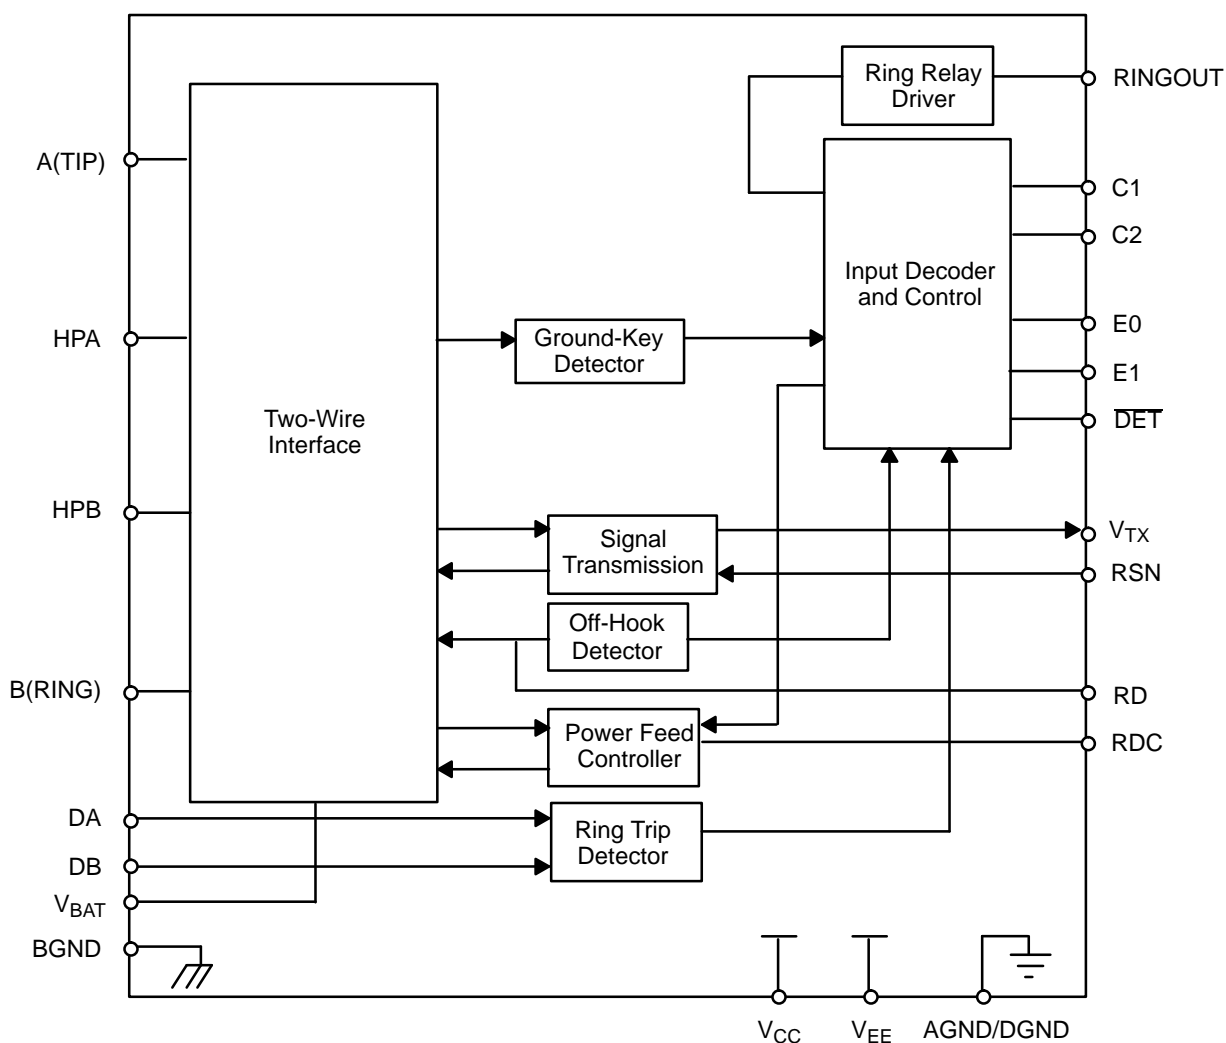 Ring Relay
Driver
RINGOUT
A(TIP)
C1
C2
Input Decoder
and Control
HPA
Ground-Key
Detector
E0
E1
Two-Wire
Interface
DET
HPB
Signal
Transmission
VTX
RSN
Off-Hook
Detector
B(RING)
RD
Power Feed
Controller
RDC
DA
Ring Trip
Detector
DB
VBAT
BGND
VCC
VEE
AGND/DGND